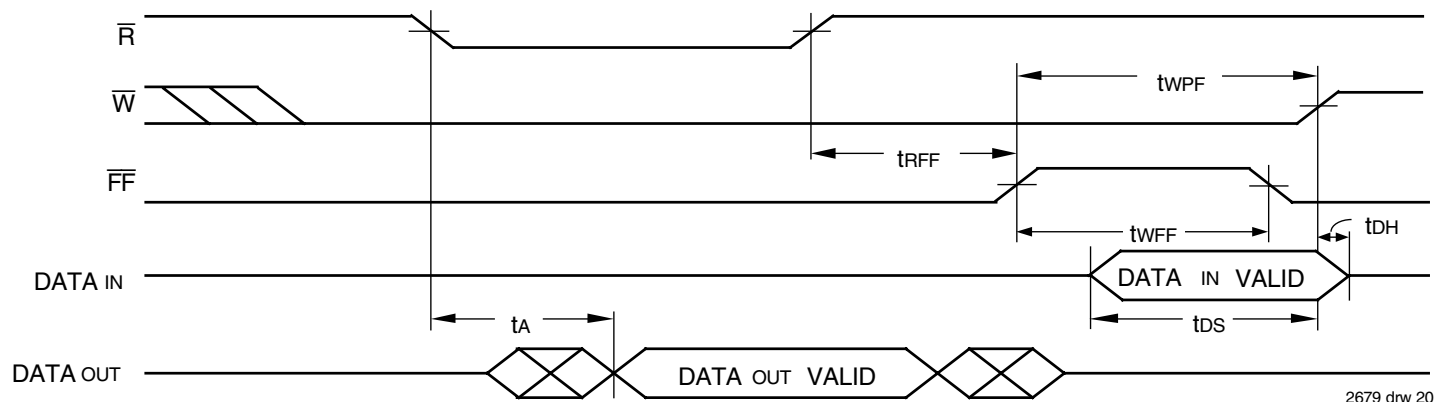 R̅
tWPF
W̅
tRFF
F̅F̅
tDH
tWFF
DATA IN
DATA IN VALID
tA
tDS
DATA OUT
DATA OUT VALID
2679 drw 20